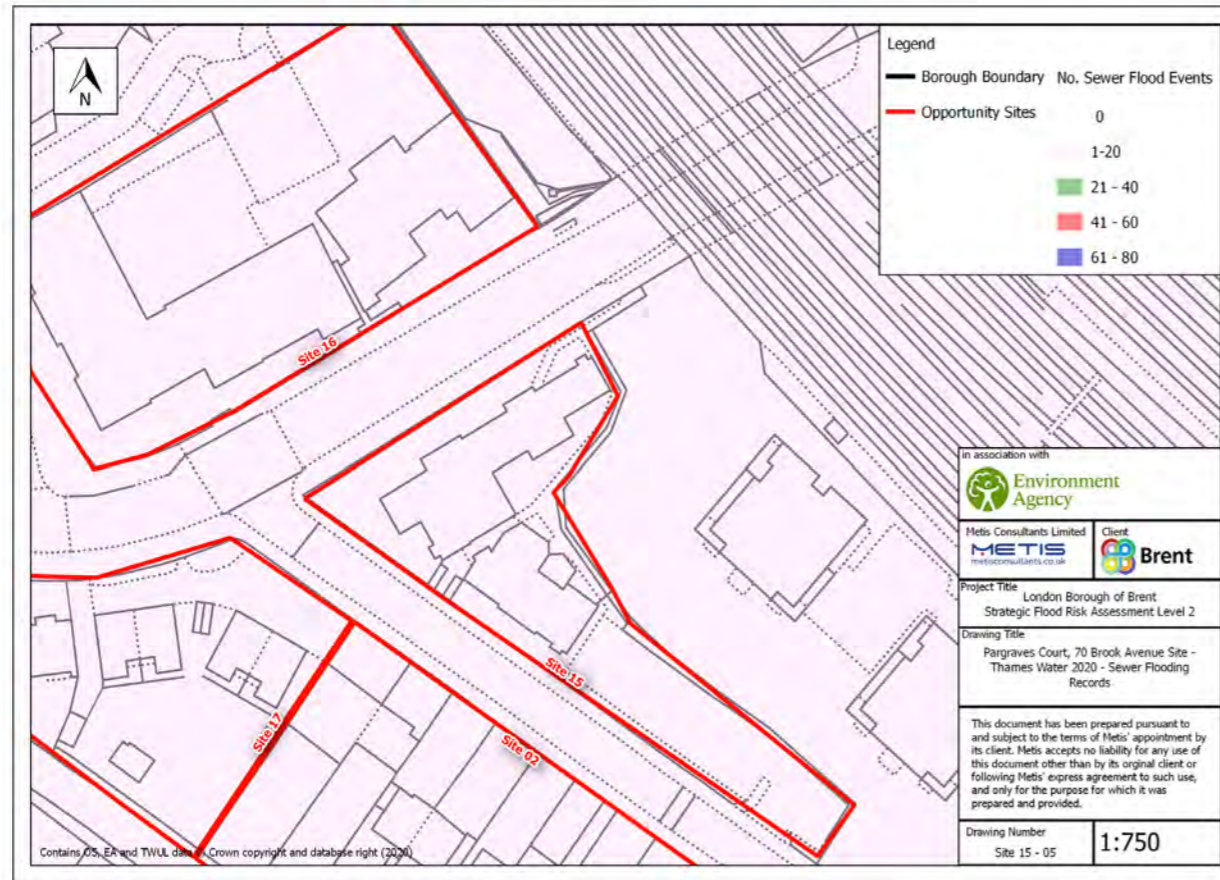 N
Legend
Borough Boundary
Opportunity Sites
No. Sewer Flood Events
0
1-20
21 - 40
41 - 60
61 - 80
Site 16
Site 15
Site 17
Site 02
in association with
Environment
Agency
Metis Consultants Limited
METIS
metisconsultants.co.uk
Client
Brent
Project Title
London Borough of Brent
Strategic Flood Risk Assessment Level 2
Drawing Title
Pargraves Court, 70 Brook Avenue Site -
Thames Water 2020 - Sewer Flooding
Records
This document has been prepared pursuant to
and subject to the terms of Metis' appointment by
its client. Metis accepts no liability for any use of
this document other than by its orginal client or
following Metis' express agreement to such use,
and only for the purpose for which it was
prepared and provided.
Drawing Number
Site 15 - 05
1:750
Contains OS, EA and TWUL data © Crown copyright and database right (2020)